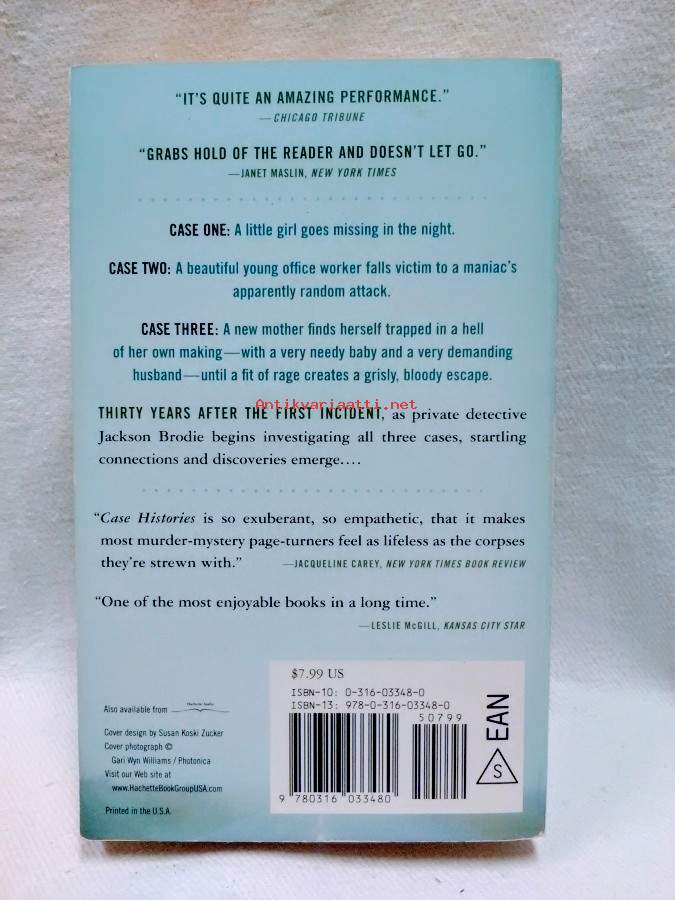 “IT’S QUITE AN AMAZING PERFORMANCE.”
—CHICAGO TRIBUNE
“GRABS HOLD OF THE READER AND DOESN’T LET GO.”
—JANET MASLIN, NEW YORK TIMES
CASE ONE: A little girl goes missing in the night.
CASE TWO: A beautiful young office worker falls victim to a maniac’s
apparently random attack.
CASE THREE: A new mother finds herself trapped in a hell
of her own making—with a very needy baby and a very demanding
husband—until a fit of rage creates a grisly, bloody escape.
Antikvariaatti.net
THIRTY YEARS AFTER THE FIRST INCIDENT, as private detective
Jackson Brodie begins investigating all three cases, startling
connections and discoveries emerge....
“Case Histories is so exuberant, so empathetic, that it makes
most murder-mystery page-turners feel as lifeless as the corpses
they’re strewn with.” —JACQUELINE CAREY, NEW YORK TIMES BOOK REVIEW
“One of the most enjoyable books in a long time.”
—LESLIE McGILL, KANSAS CITY STAR
$7.99 US
ISBN-10: 0-316-03348-0
ISBN-13: 978-0-316-03348-0
50799
EAN
S
9 780316 033480
Also available from Hachette Audio
Cover design by Susan Koski Zucker
Cover photograph ©
Gari Wyn Williams / Photonica
Visit our Web site at
www.HachetteBookGroupUSA.com
Printed in the U.S.A.